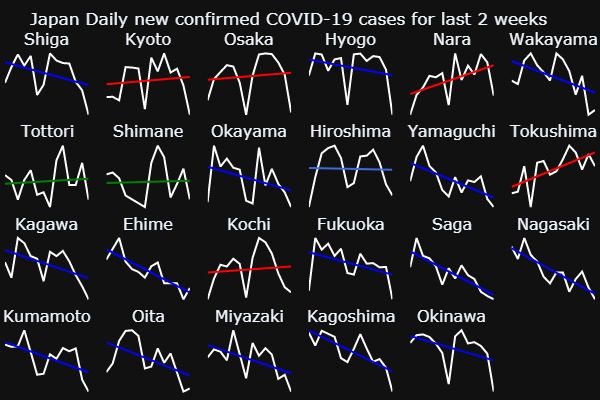 Japan Daily new confirmed COVID-19 cases for last 2 weeks
Shiga Kyoto Osaka Hyogo Nara Wakayama
Tottori Shimane Okayama Hiroshima Yamaguchi Tokushima
Kagawa Ehime Kochi Fukuoka Saga Nagasaki
Kumamoto Oita Miyazaki Kagoshima Okinawa